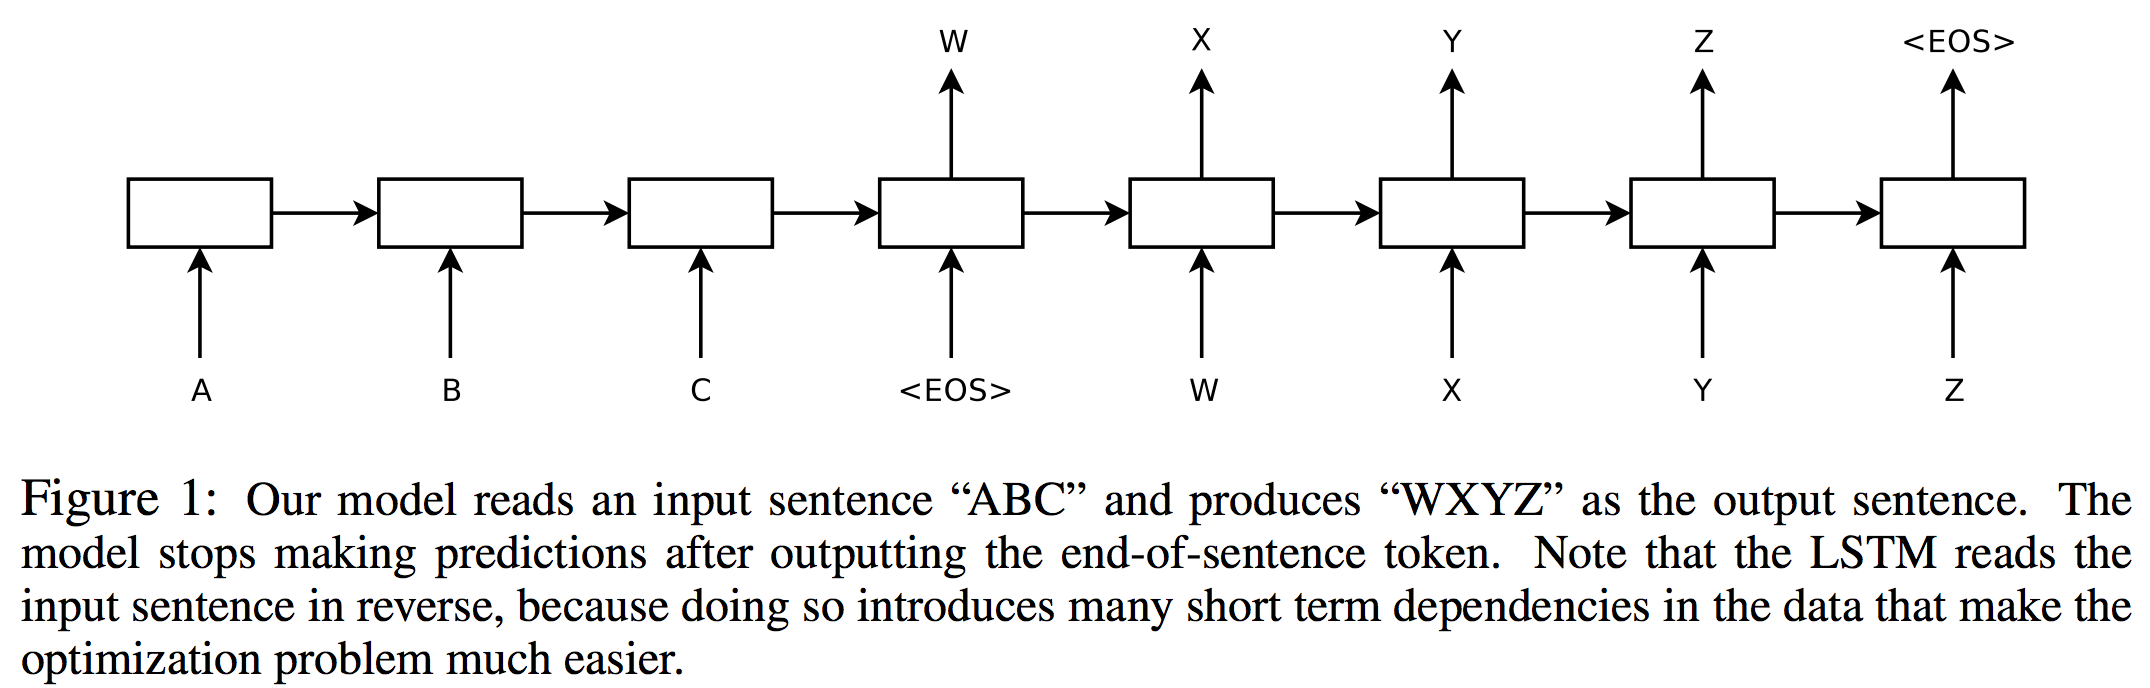 W X Y Z <EOS>
A B C <EOS> W X Y Z
Figure 1: Our model reads an input sentence “ABC” and produces “WXYZ” as the output sentence. The
model stops making predictions after outputting the end-of-sentence token. Note that the LSTM reads the
input sentence in reverse, because doing so introduces many short term dependencies in the data that make the
optimization problem much easier.